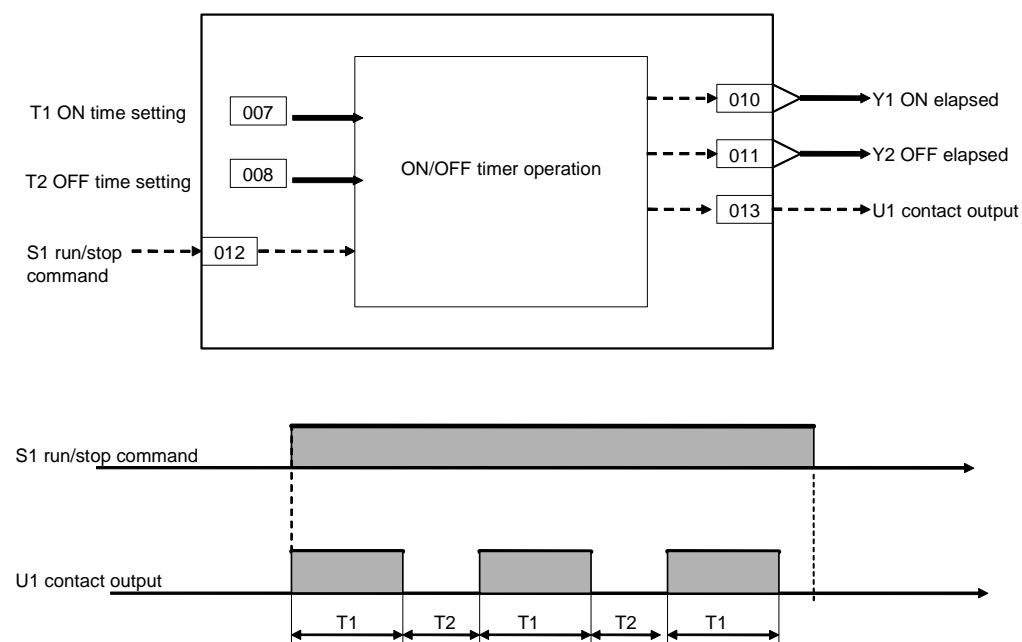 T1 ON time setting
007
010
Y1 ON elapsed
T2 OFF time setting
008
ON/OFF timer operation
011
Y2 OFF elapsed
013
U1 contact output
S1 run/stop
command
012
S1 run/stop command
U1 contact output
T1
T2
T1
T2
T1